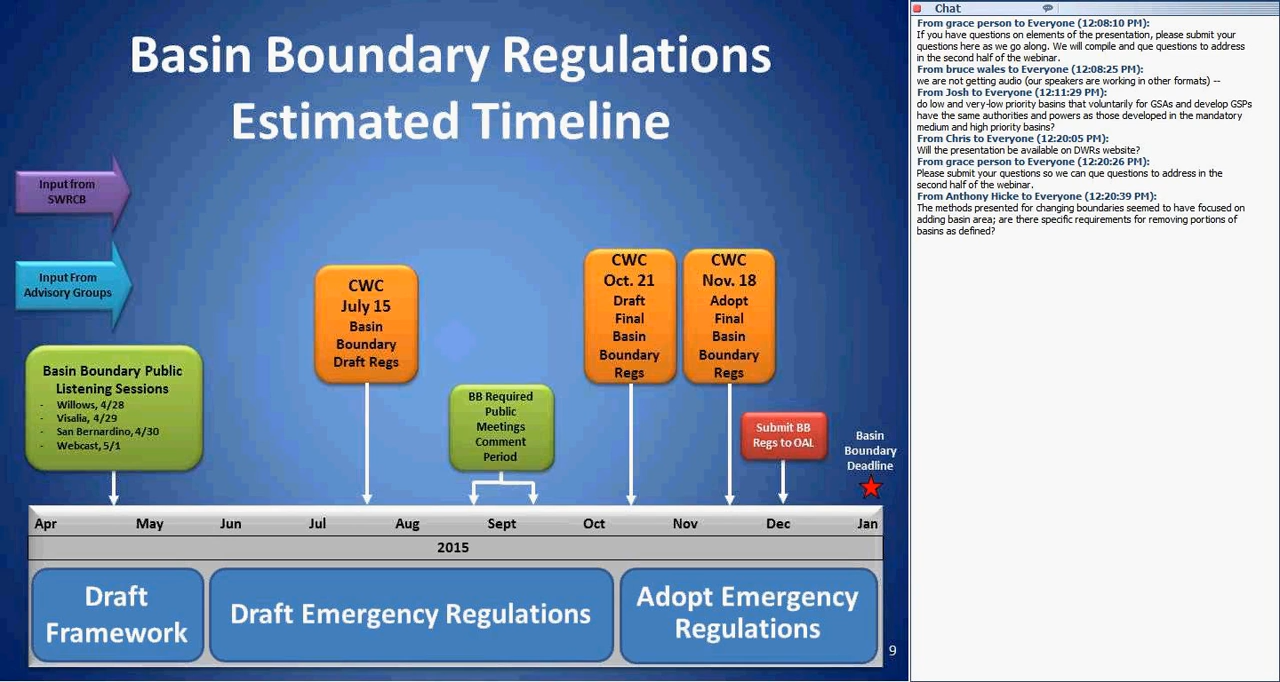 Basin Boundary Regulations
Estimated Timeline
Input from
SWRCB
Input From
Advisory Groups
Basin Boundary Public
Listening Sessions
- Willows, 4/28
- Visalia, 4/29
- San Bernardino, 4/30
- Webcast, 5/1
CWC
July 15
Basin
Boundary
Draft Regs
BB Required
Public
Meetings
Comment
Period
CWC
Oct. 21
Draft
Final
Basin
Boundary
Regs
CWC
Nov. 18
Adopt
Final
Basin
Boundary
Regs
Submit BB
Regs to OAL
Basin
Boundary
Deadline
Apr May Jun Jul Aug Sept Oct Nov Dec Jan
2015
Draft
Framework
Draft Emergency Regulations
Adopt Emergency
Regulations
9
Chat
From grace person to Everyone (12:08:10 PM):
If you have questions on elements of the presentation, please submit your
questions here as we go along. We will compile and que questions to address
in the second half of the webinar.
From bruce wales to Everyone (12:08:25 PM):
we are not getting audio (our speakers are working in other formats) --
From Josh to Everyone (12:11:29 PM):
do low and very-low priority basins that voluntarily for GSAs and develop GSPs
have the same authorities and powers as those developed in the mandatory
medium and high priority basins?
From Chris to Everyone (12:20:05 PM):
Will the presentation be available on DWRs website?
From grace person to Everyone (12:20:26 PM):
Please submit your questions so we can que questions to address in the
second half of the webinar.
From Anthony Hicke to Everyone (12:20:39 PM):
The methods presented for changing boundaries seemed to have focused on
adding basin area; are there specific requirements for removing portions of
basins as defined?